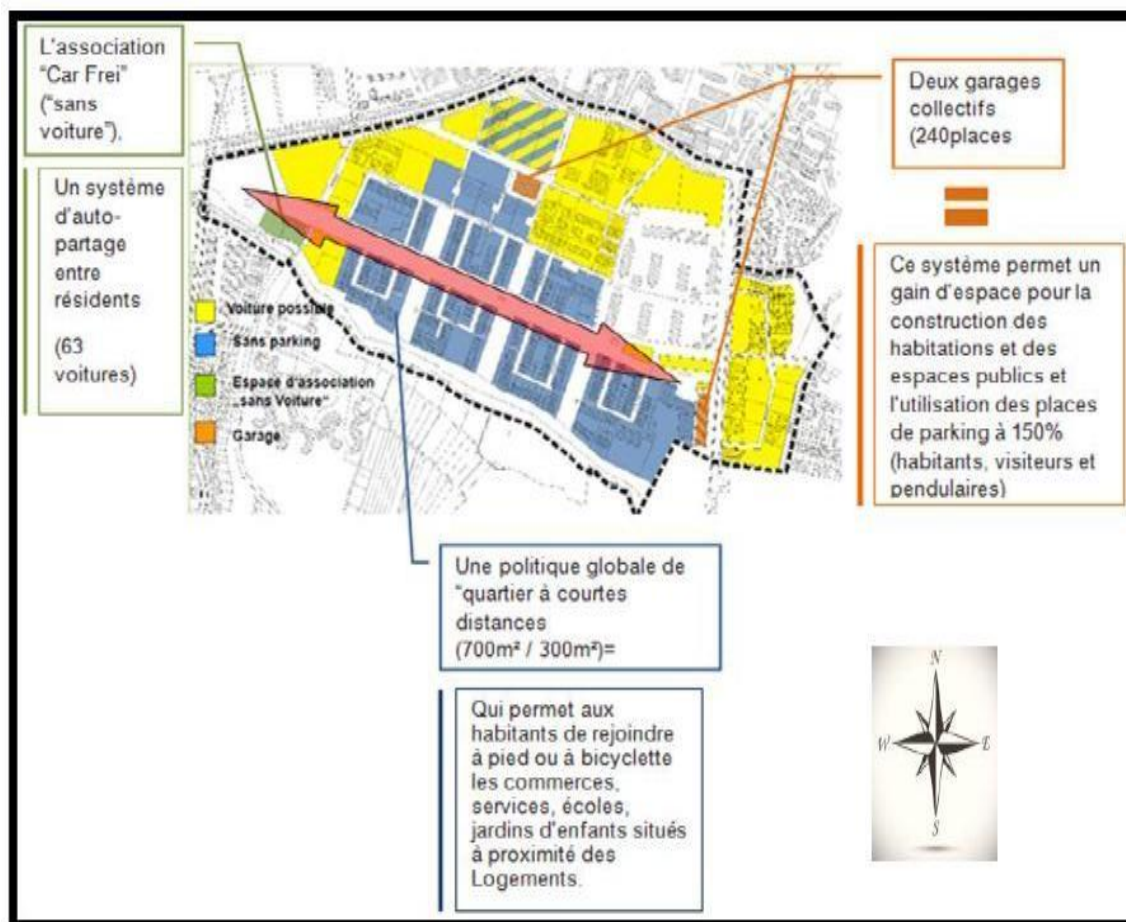 L'association
"Car Frei"
("sans
voiture").
Un système
d'auto-
partage
entre
résidents
(63
voitures)
Voiture possible
Sans parking
Espace d'association
„sans Voiture"
Garage
Deux garages
collectifs
(240places
Ce système permet un
gain d'espace pour la
construction des
habitations et des
espaces publics et
l'utilisation des places
de parking à 150%
(habitants, visiteurs et
pendulaires)
Une politique globale de
"quartier à courtes
distances
(700m² / 300m²)=
Qui permet aux
habitants de rejoindre
à pied ou à bicyclette
les commerces,
services, écoles,
jardins d'enfants situés
à proximité des
Logements.
N
W E
S